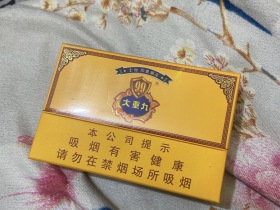 大重九
本公司提示
吸烟有害健康
请勿在禁烟场所吸烟